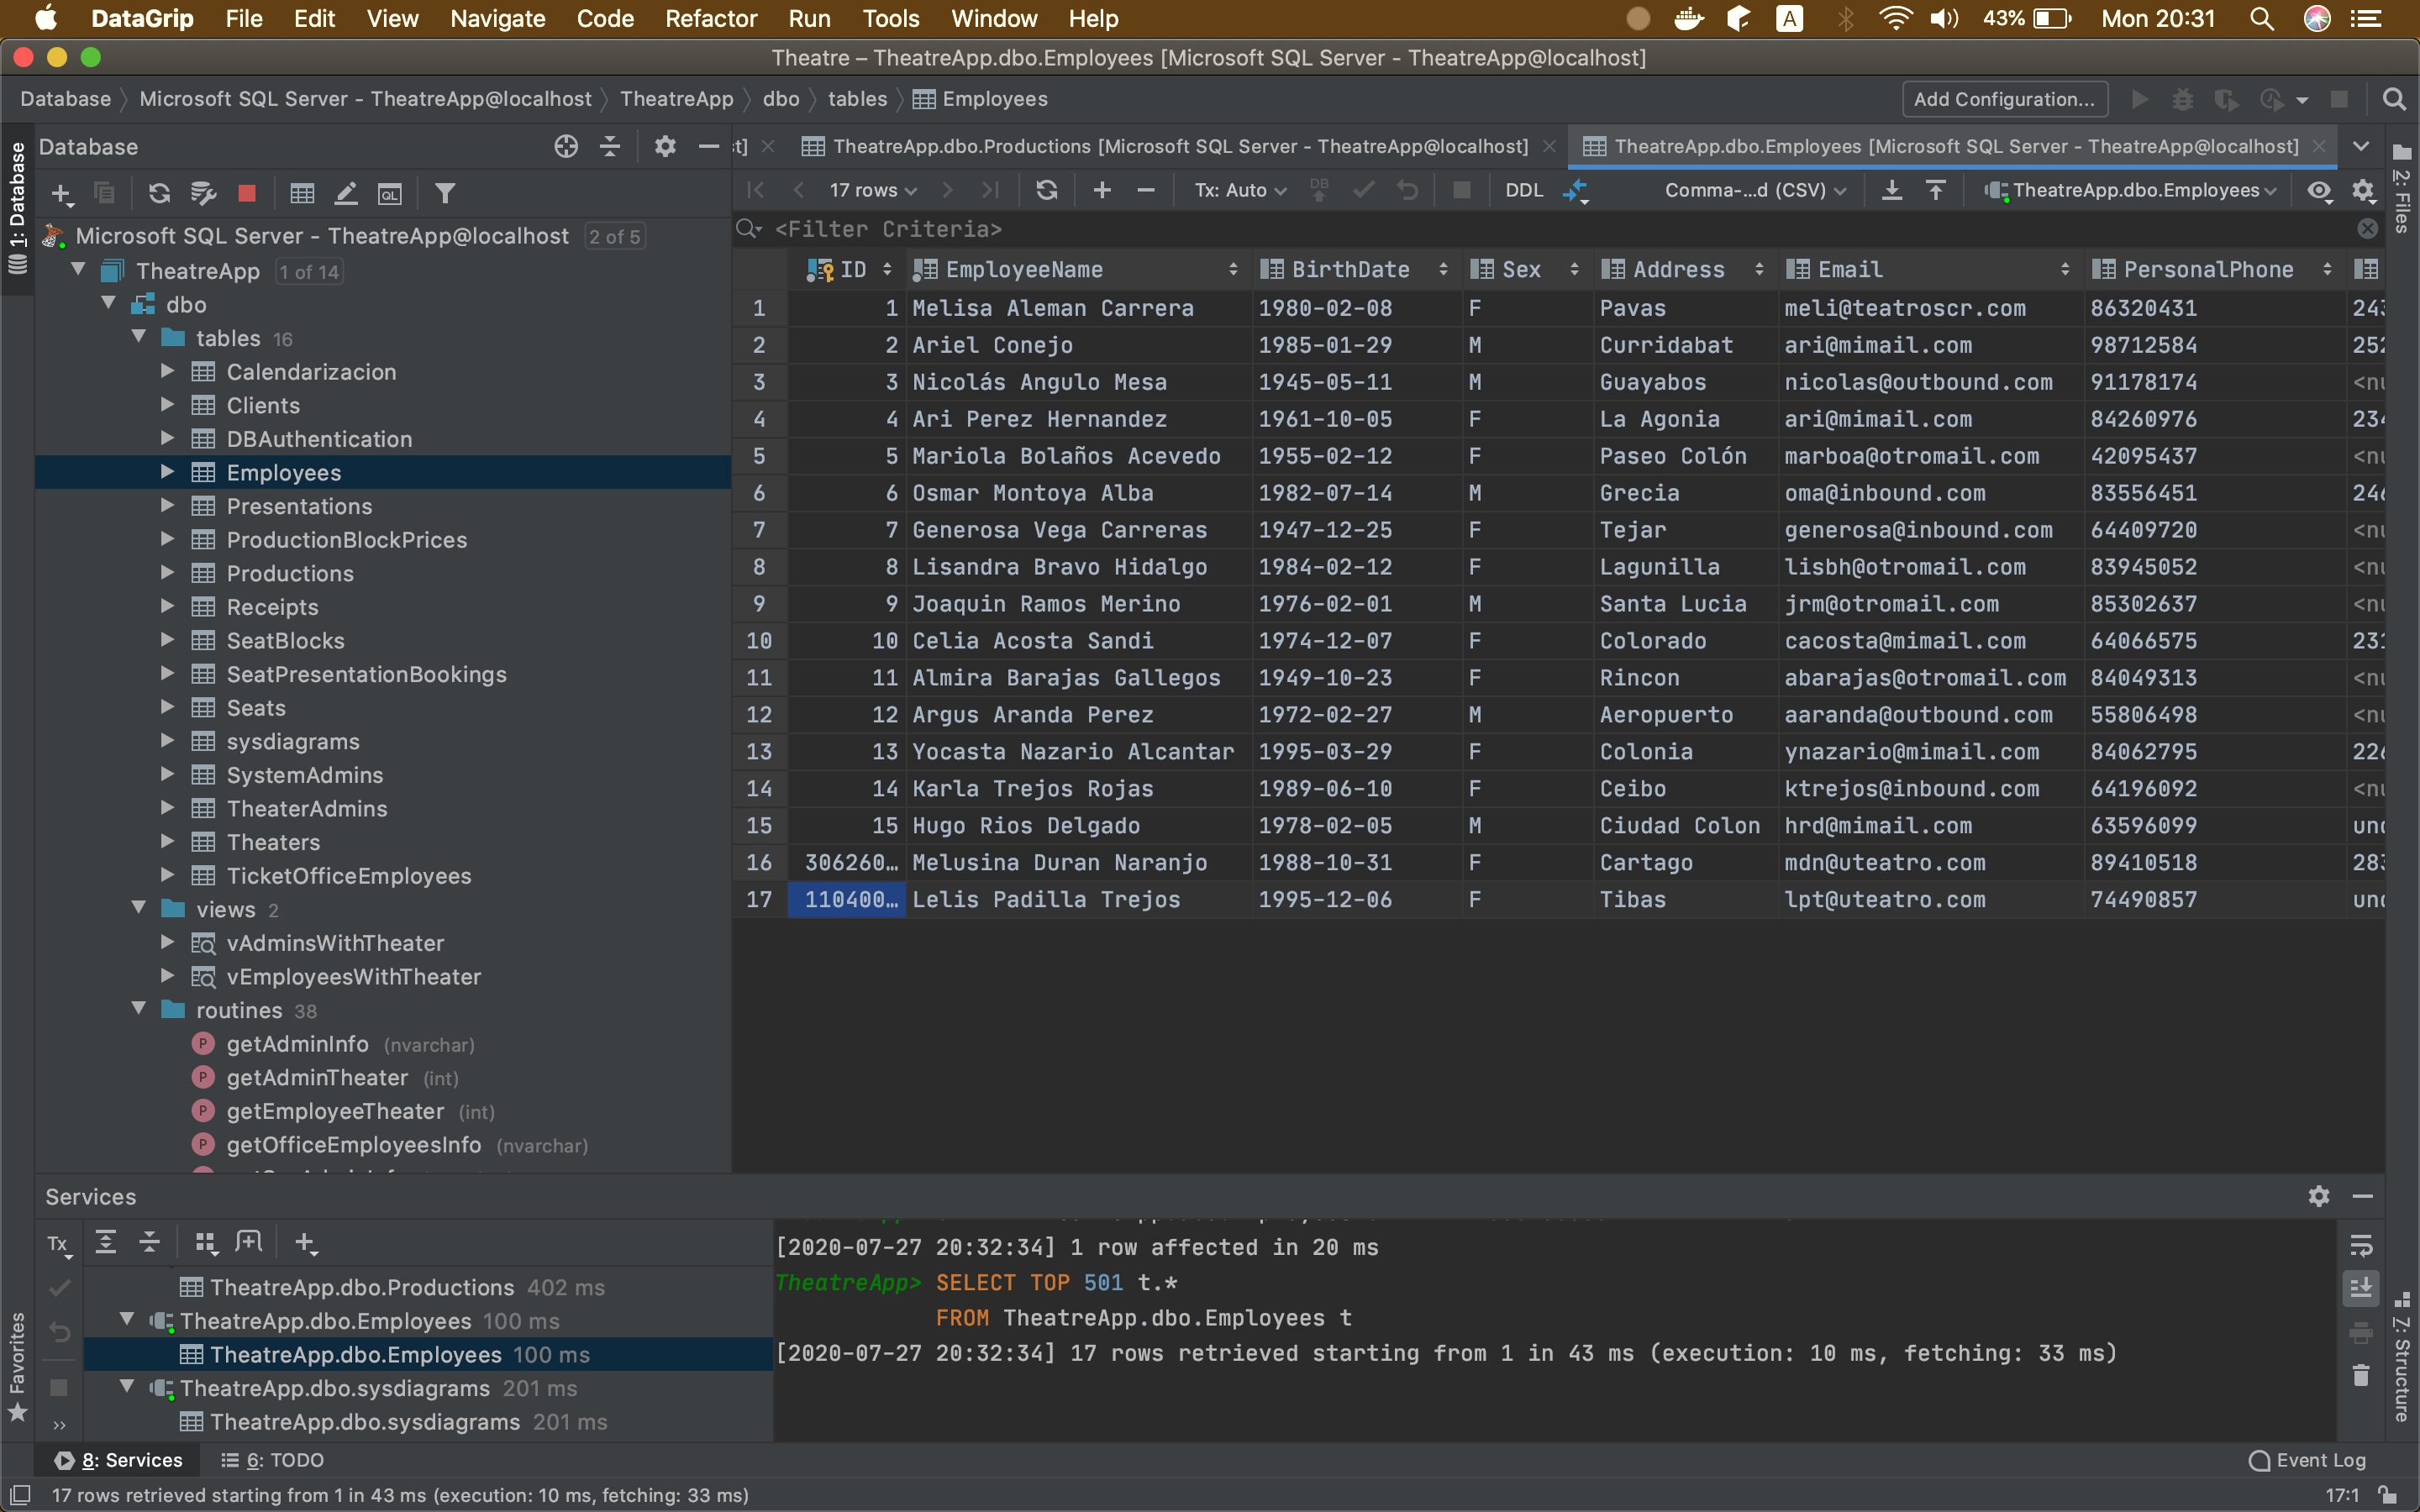 DataGrip File Edit View Navigate Code Refactor Run Tools Window Help A 43% Mon 20:31
Theatre – TheatreApp.dbo.Employees [Microsoft SQL Server - TheatreApp@localhost]
Database Microsoft SQL Server - TheatreApp@localhost TheatreApp dbo tables Employees Add Configuration...
Database t] TheatreApp.dbo.Productions [Microsoft SQL Server - TheatreApp@localhost] TheatreApp.dbo.Employees [Microsoft SQL Server - TheatreApp@localhost]
1: Database
2: Files
QL 17 rows Tx: Auto DB DDL Comma-...d (CSV) TheatreApp.dbo.Employees
<Filter Criteria>
Microsoft SQL Server - TheatreApp@localhost 2 of 5
TheatreApp 1 of 14
dbo
tables 16
Calendarizacion
Clients
DBAuthentication
Employees
Presentations
ProductionBlockPrices
Productions
Receipts
SeatBlocks
SeatPresentationBookings
Seats
sysdiagrams
SystemAdmins
TheaterAdmins
Theaters
TicketOfficeEmployees
views 2
vAdminsWithTheater
vEmployeesWithTheater
routines 38
P getAdminInfo (nvarchar)
P getAdminTheater (int)
P getEmployeeTheater (int)
P getOfficeEmployeesInfo (nvarchar)
ID EmployeeName BirthDate Sex Address Email PersonalPhone
1 1 Melisa Aleman Carrera 1980-02-08 F Pavas meli@teatroscr.com 86320431 243
2 2 Ariel Conejo 1985-01-29 M Curridabat ari@mimail.com 98712584 252
3 3 Nicolás Angulo Mesa 1945-05-11 M Guayabos nicolas@outbound.com 91178174 <nu
4 4 Ari Perez Hernandez 1961-10-05 F La Agonia ari@mimail.com 84260976 234
5 5 Mariola Bolaños Acevedo 1955-02-12 F Paseo Colón marboa@otromail.com 42095437 <nu
6 6 Osmar Montoya Alba 1982-07-14 M Grecia oma@inbound.com 83556451 246
7 7 Generosa Vega Carreras 1947-12-25 F Tejar generosa@inbound.com 64409720 <nu
8 8 Lisandra Bravo Hidalgo 1984-02-12 F Lagunilla lisbh@otromail.com 83945052 <nu
9 9 Joaquin Ramos Merino 1976-02-01 M Santa Lucia jrm@otromail.com 85302637 <nu
10 10 Celia Acosta Sandi 1974-12-07 F Colorado cacosta@mimail.com 64066575 231
11 11 Almira Barajas Gallegos 1949-10-23 F Rincon abarajas@otromail.com 84049313 <nu
12 12 Argus Aranda Perez 1972-02-27 M Aeropuerto aaranda@outbound.com 55806498 <nu
13 13 Yocasta Nazario Alcantar 1995-03-29 F Colonia ynazario@mimail.com 84062795 226
14 14 Karla Trejos Rojas 1989-06-10 F Ceibo ktrejos@inbound.com 64196092 <nu
15 15 Hugo Rios Delgado 1978-02-05 M Ciudad Colon hrd@mimail.com 63596099 und
16 306260… Melusina Duran Naranjo 1988-10-31 F Cartago mdn@uteatro.com 89410518 283
17 110400… Lelis Padilla Trejos 1995-12-06 F Tibas lpt@uteatro.com 74490857 und
Services
Tx
TheatreApp.dbo.Productions 402 ms
TheatreApp.dbo.Employees 100 ms
TheatreApp.dbo.Employees 100 ms
TheatreApp.dbo.sysdiagrams 201 ms
TheatreApp.dbo.sysdiagrams 201 ms
[2020-07-27 20:32:34] 1 row affected in 20 ms
TheatreApp> SELECT TOP 501 t.*
FROM TheatreApp.dbo.Employees t
[2020-07-27 20:32:34] 17 rows retrieved starting from 1 in 43 ms (execution: 10 ms, fetching: 33 ms)
Favorites
7: Structure
8: Services 6: TODO Event Log
17 rows retrieved starting from 1 in 43 ms (execution: 10 ms, fetching: 33 ms) 17:1